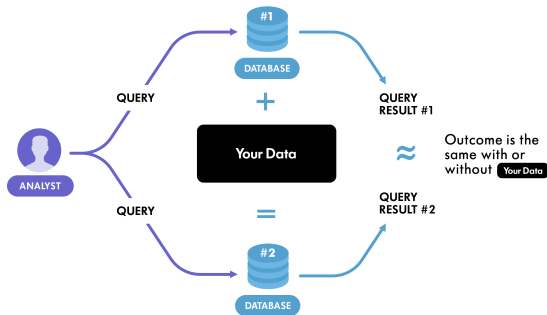 #1
DATABASE
QUERY
+
QUERY
RESULT #1
Your Data
ANALYST
≈
Outcome is the
same with or
without Your Data
QUERY
=
QUERY
RESULT #2
#2
DATABASE